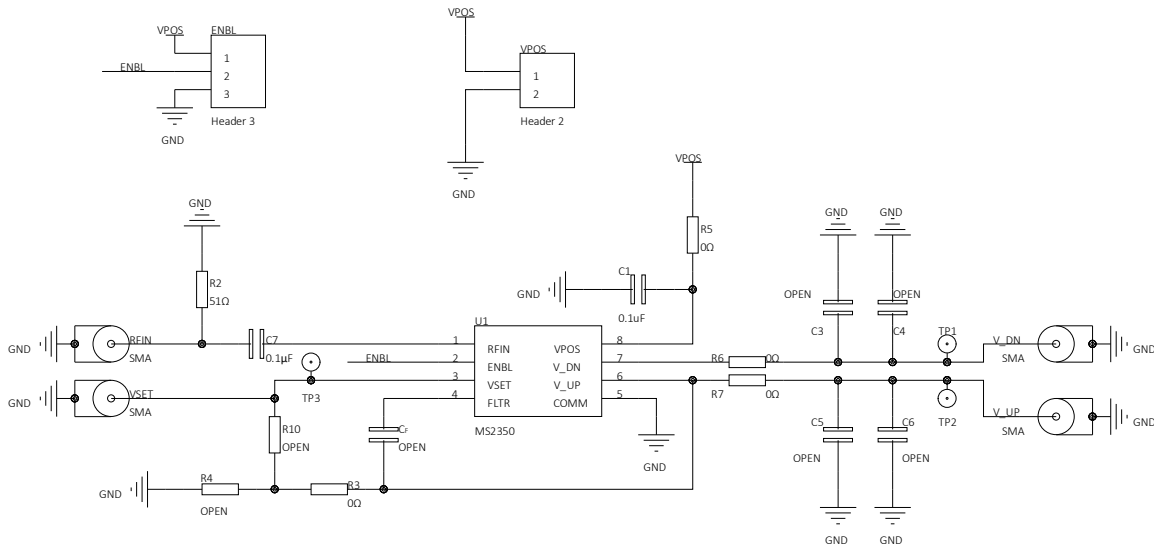 VPOS
VPOS ENBL
VPOS
ENBL
1
2
3
1
2
Header 3
Header 2
GND
GND
VPOS
GND
GND GND
R5
0Ω
R2
51Ω
C1
GND
0.1uF
OPEN
OPEN
C3
C4
U1
GND
RFIN
SMA
C7
0.1µF
1
RFIN
VPOS
8
TP1
V_DN
SMA
GND
ENBL
2
ENBL
V_DN
7
R6
0Ω
TP3
3
VSET
V_UP
6
R7
0Ω
GND
VSET
SMA
4
FLTR
COMM
5
TP2
V_UP
SMA
GND
R10
OPEN
CF
OPEN
MS2350
C5
OPEN
C6
OPEN
GND
R4
OPEN
R3
0Ω
GND
GND
GND